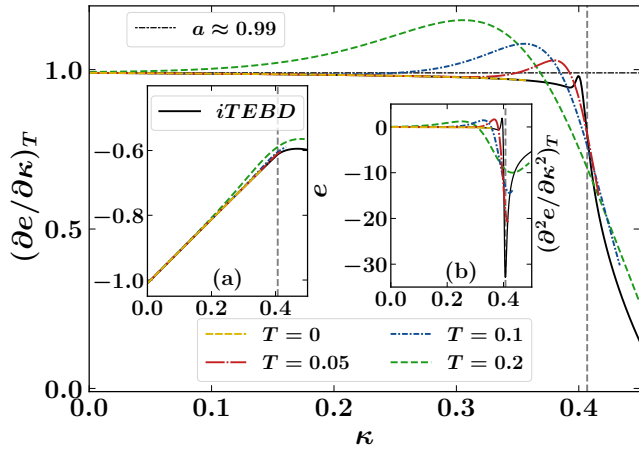 a ≈ 0.99
1.0
0.5
0.0
(∂e/∂κ)_T
iTEBD
−0.6
−0.8
−1.0
(a)
0.0 0.2 0.4
e
0
−10
−20
−30
(b)
0.0 0.2 0.4
(∂²e/∂κ²)_T
T = 0 T = 0.1
T = 0.05 T = 0.2
0.0 0.1 0.2 0.3 0.4
κ